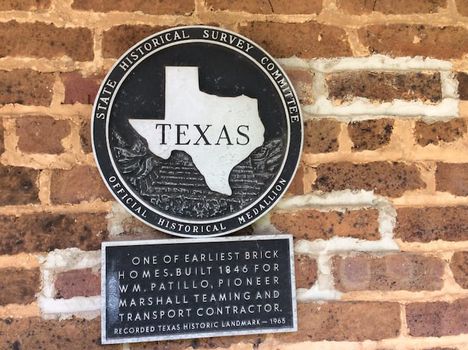 STATE HISTORICAL SURVEY COMMITTEE
TEXAS
OFFICIAL HISTORICAL MEDALLION
ONE OF EARLIEST BRICK
HOMES. BUILT 1846 FOR
WM. PATILLO, PIONEER
MARSHALL TEAMING AND
TRANSPORT CONTRACTOR.
RECORDED TEXAS HISTORIC LANDMARK – 1965